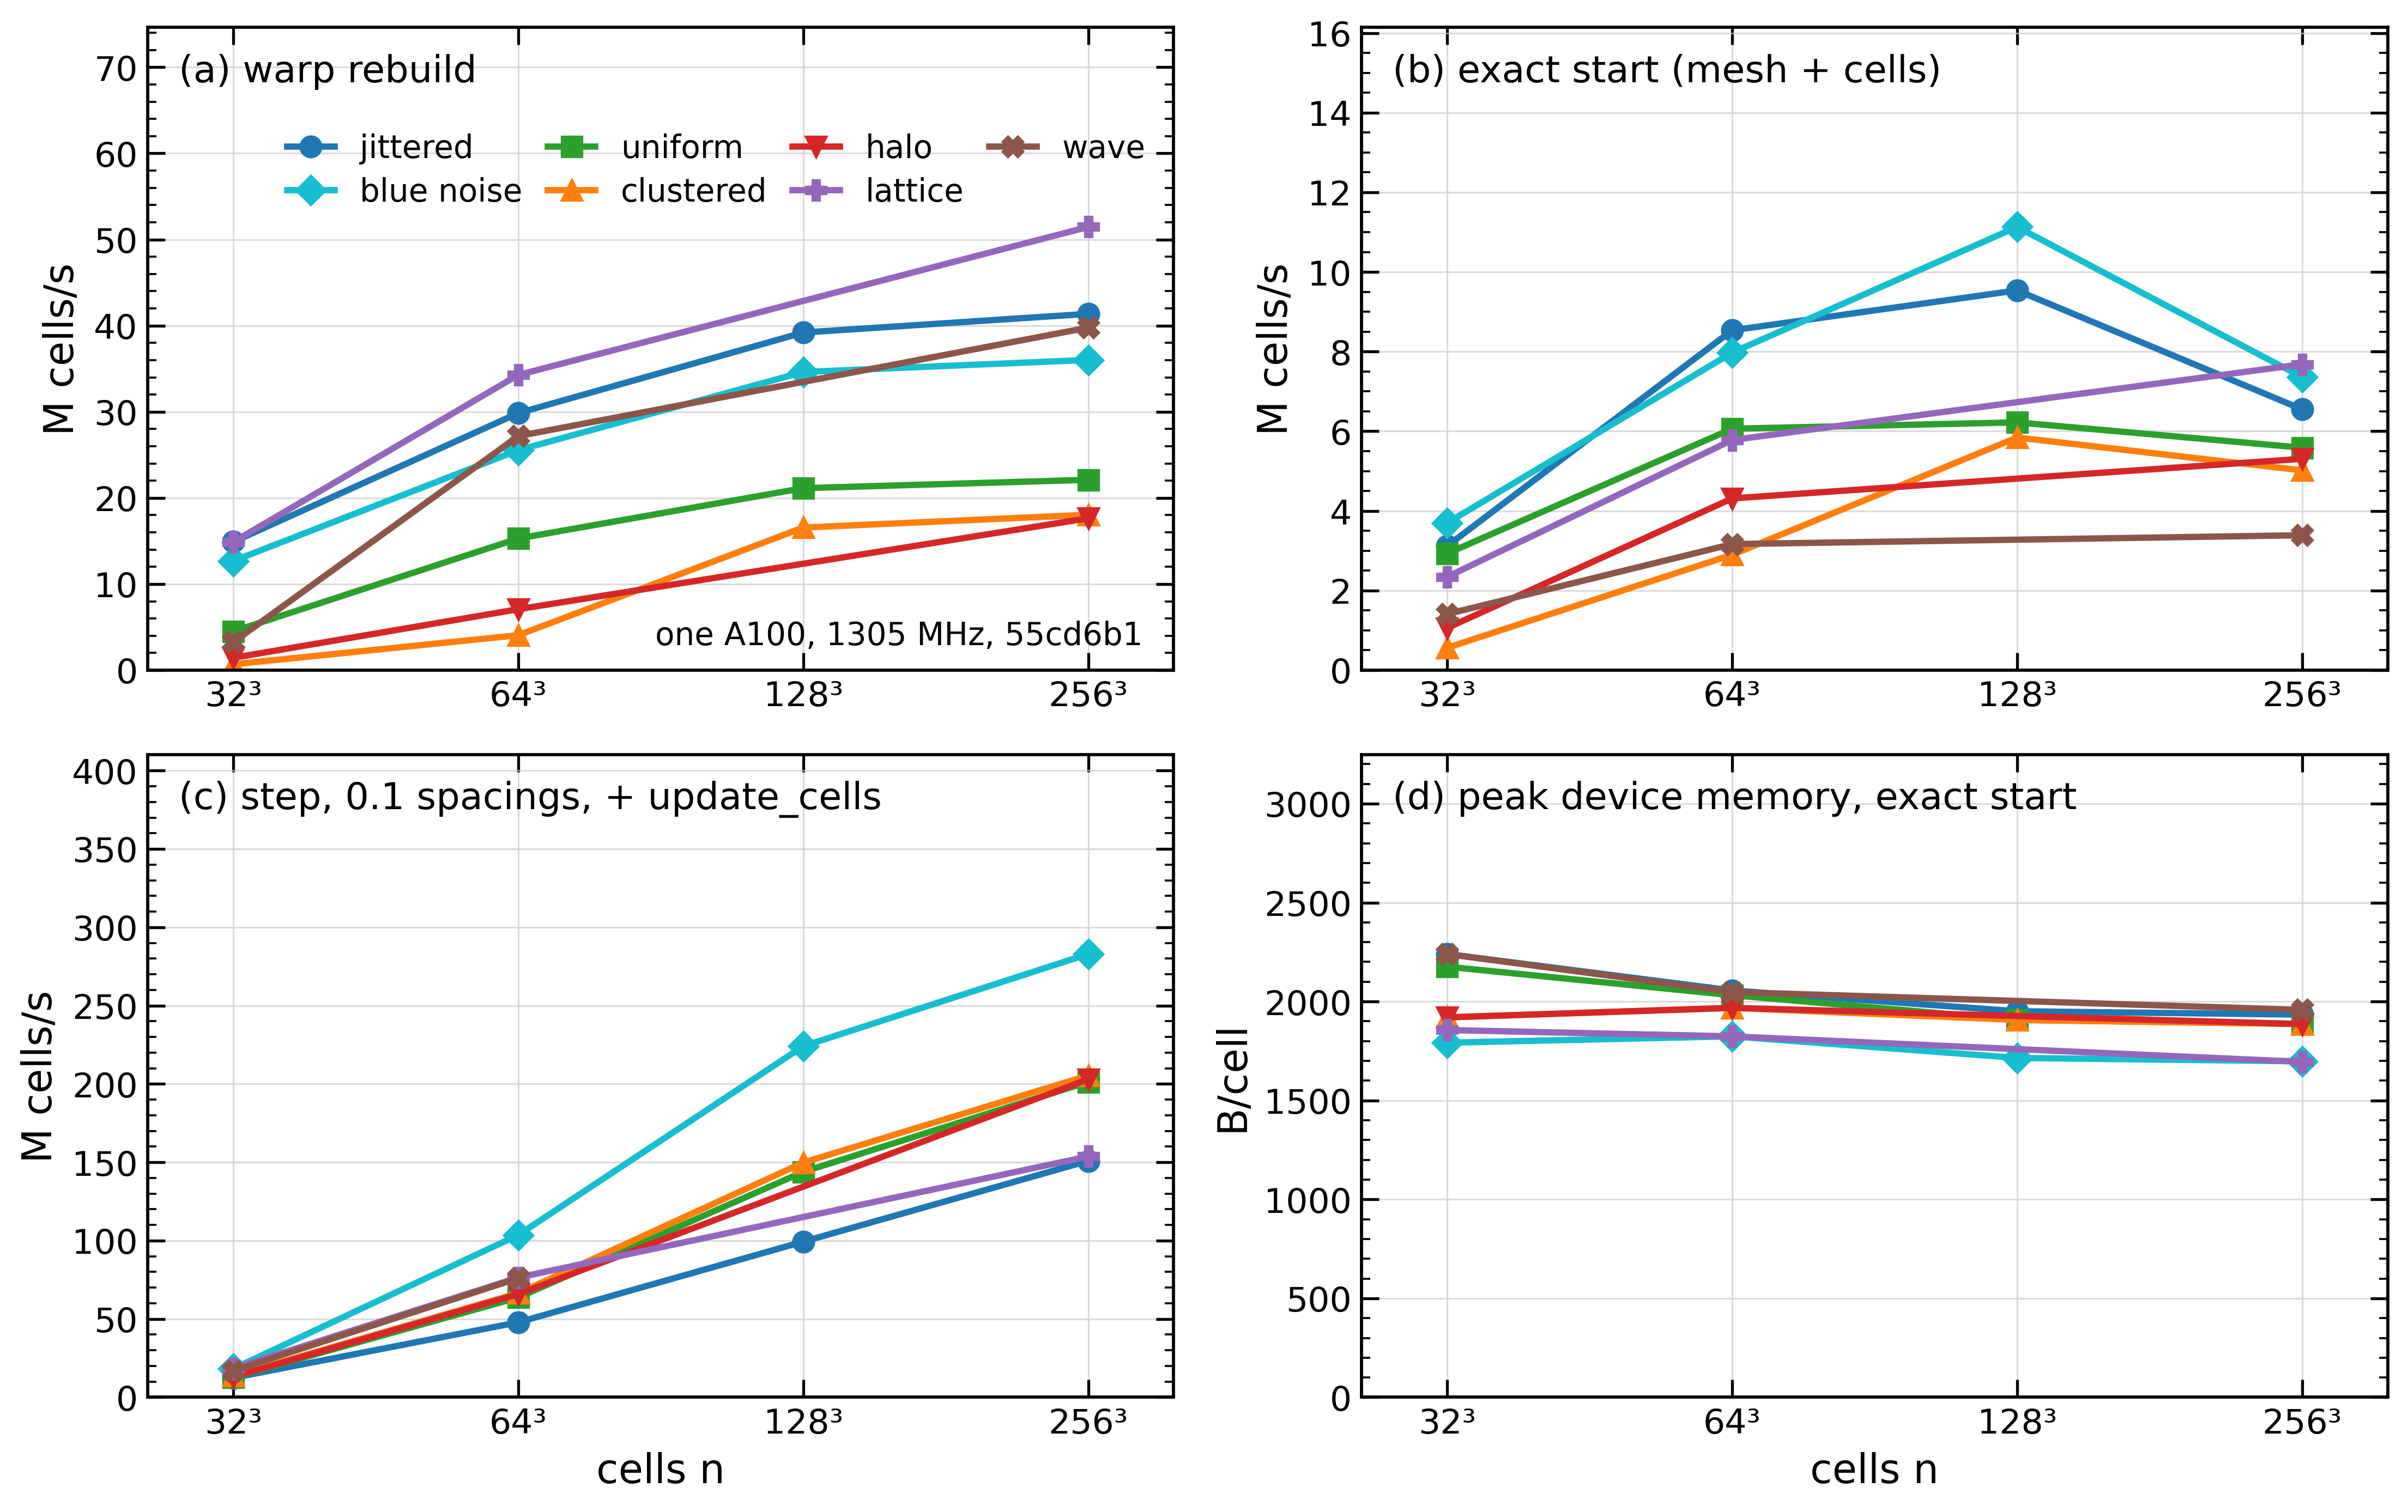 (a) warp rebuild
jittered
uniform
halo
wave
blue noise
clustered
lattice
one A100, 1305 MHz, 55cd6b1
M cells/s
70
60
50
40
30
20
10
0
32³
64³
128³
256³
(b) exact start (mesh + cells)
M cells/s
16
14
12
10
8
6
4
2
0
32³
64³
128³
256³
(c) step, 0.1 spacings, + update_cells
M cells/s
400
350
300
250
200
150
100
50
0
32³
64³
128³
256³
cells n
(d) peak device memory, exact start
B/cell
3000
2500
2000
1500
1000
500
0
32³
64³
128³
256³
cells n